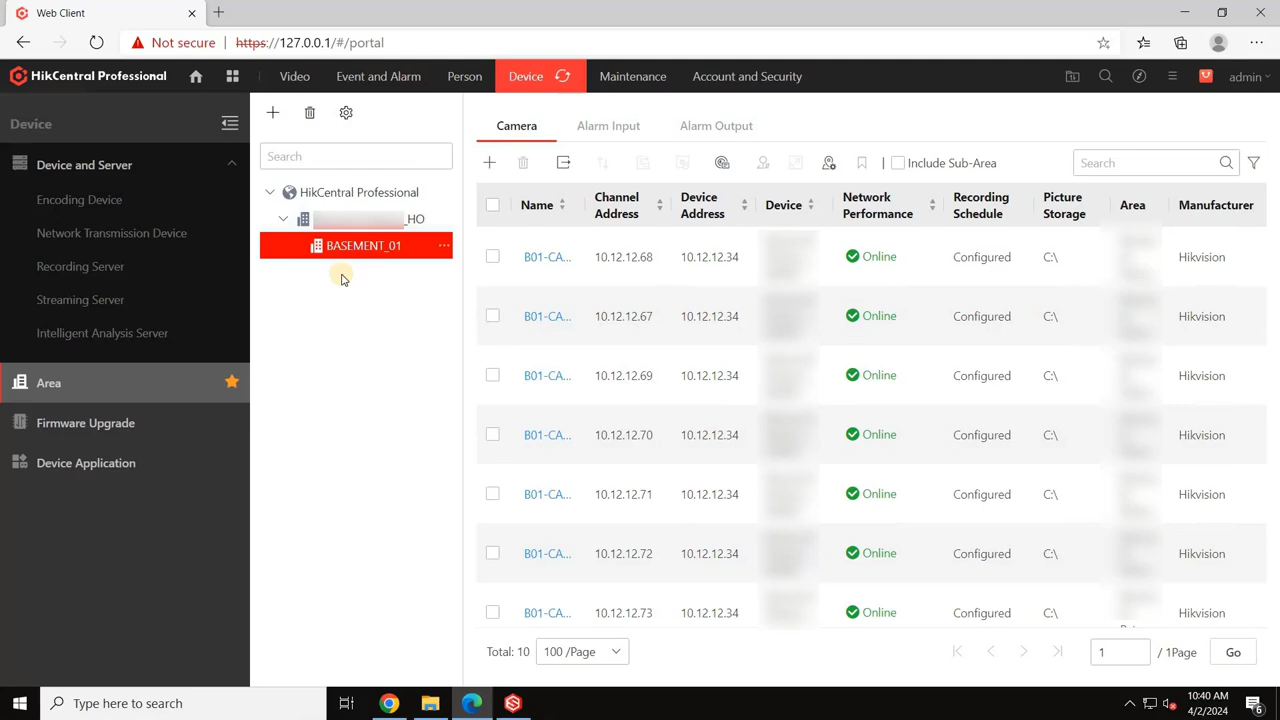 Web Client
Not secure https://127.0.0.1/#/portal
HikCentral Professional Video Event and Alarm Person Device Maintenance Account and Security admin
Device
Device and Server
Encoding Device
Network Transmission Device
Recording Server
Streaming Server
Intelligent Analysis Server
Area
Firmware Upgrade
Device Application
Search
HikCentral Professional
_HO
BASEMENT_01 ...
Camera Alarm Input Alarm Output
Include Sub-Area Search
Name Channel Address Device Address Device Network Performance Recording Schedule Picture Storage Area Manufacturer
B01-CA... 10.12.12.68 10.12.12.34 Online Configured C:\ Hikvision
B01-CA... 10.12.12.67 10.12.12.34 Online Configured C:\ Hikvision
B01-CA... 10.12.12.69 10.12.12.34 Online Configured C:\ Hikvision
B01-CA... 10.12.12.70 10.12.12.34 Online Configured C:\ Hikvision
B01-CA... 10.12.12.71 10.12.12.34 Online Configured C:\ Hikvision
B01-CA... 10.12.12.72 10.12.12.34 Online Configured C:\ Hikvision
B01-CA... 10.12.12.73 10.12.12.34 Online Configured C:\ Hikvision
Total: 10 100 /Page 1 / 1Page Go
Type here to search
10:40 AM
4/2/2024
6